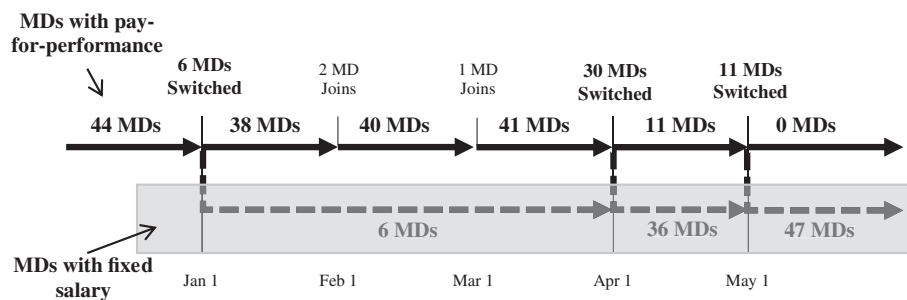 MDs with pay-
for-performance
6 MDs
Switched
2 MD
Joins
1 MD
Joins
30 MDs
Switched
11 MDs
Switched
44 MDs
38 MDs
40 MDs
41 MDs
11 MDs
0 MDs
6 MDs
36 MDs
47 MDs
MDs with fixed
salary
Jan 1
Feb 1
Mar 1
Apr 1
May 1